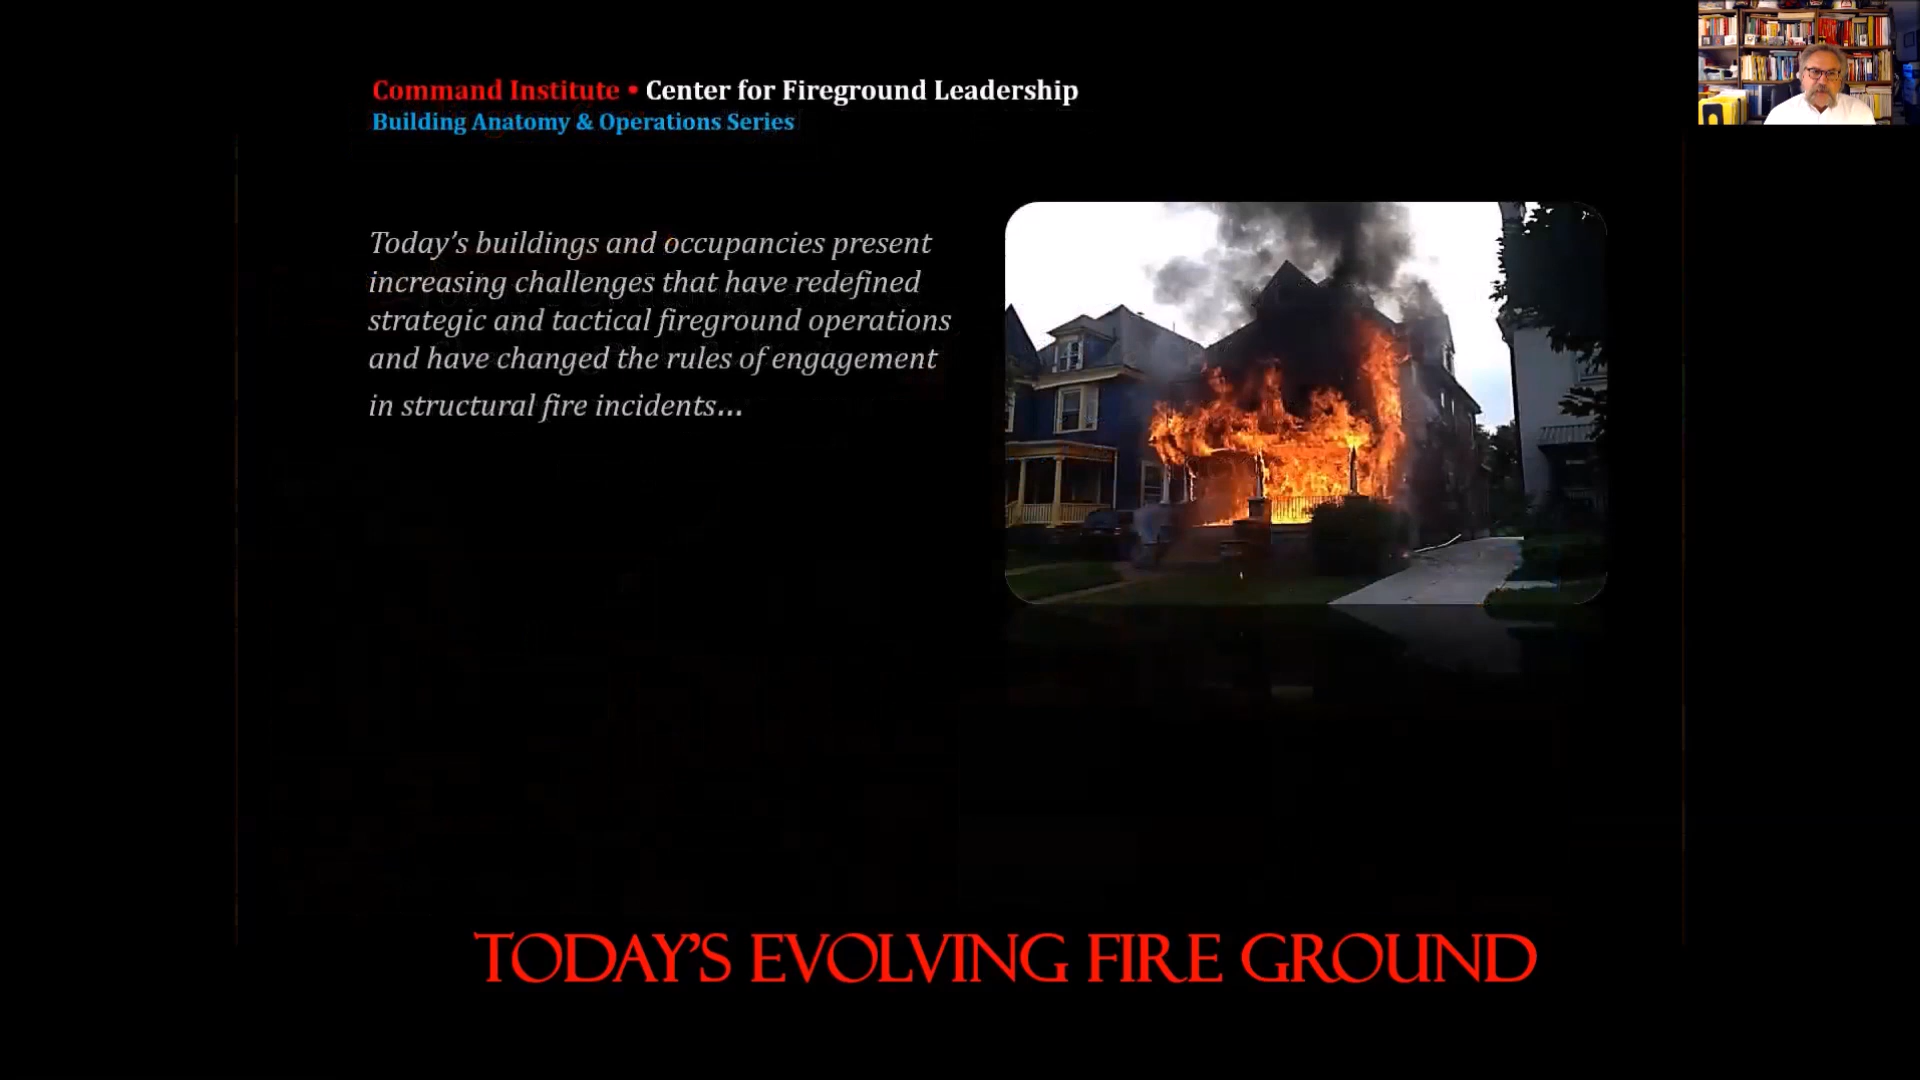 Command Institute • Center for Fireground Leadership
Building Anatomy & Operations Series
Today's buildings and occupancies present
increasing challenges that have redefined
strategic and tactical fireground operations
and have changed the rules of engagement
in structural fire incidents...
TODAY'S EVOLVING FIRE GROUND